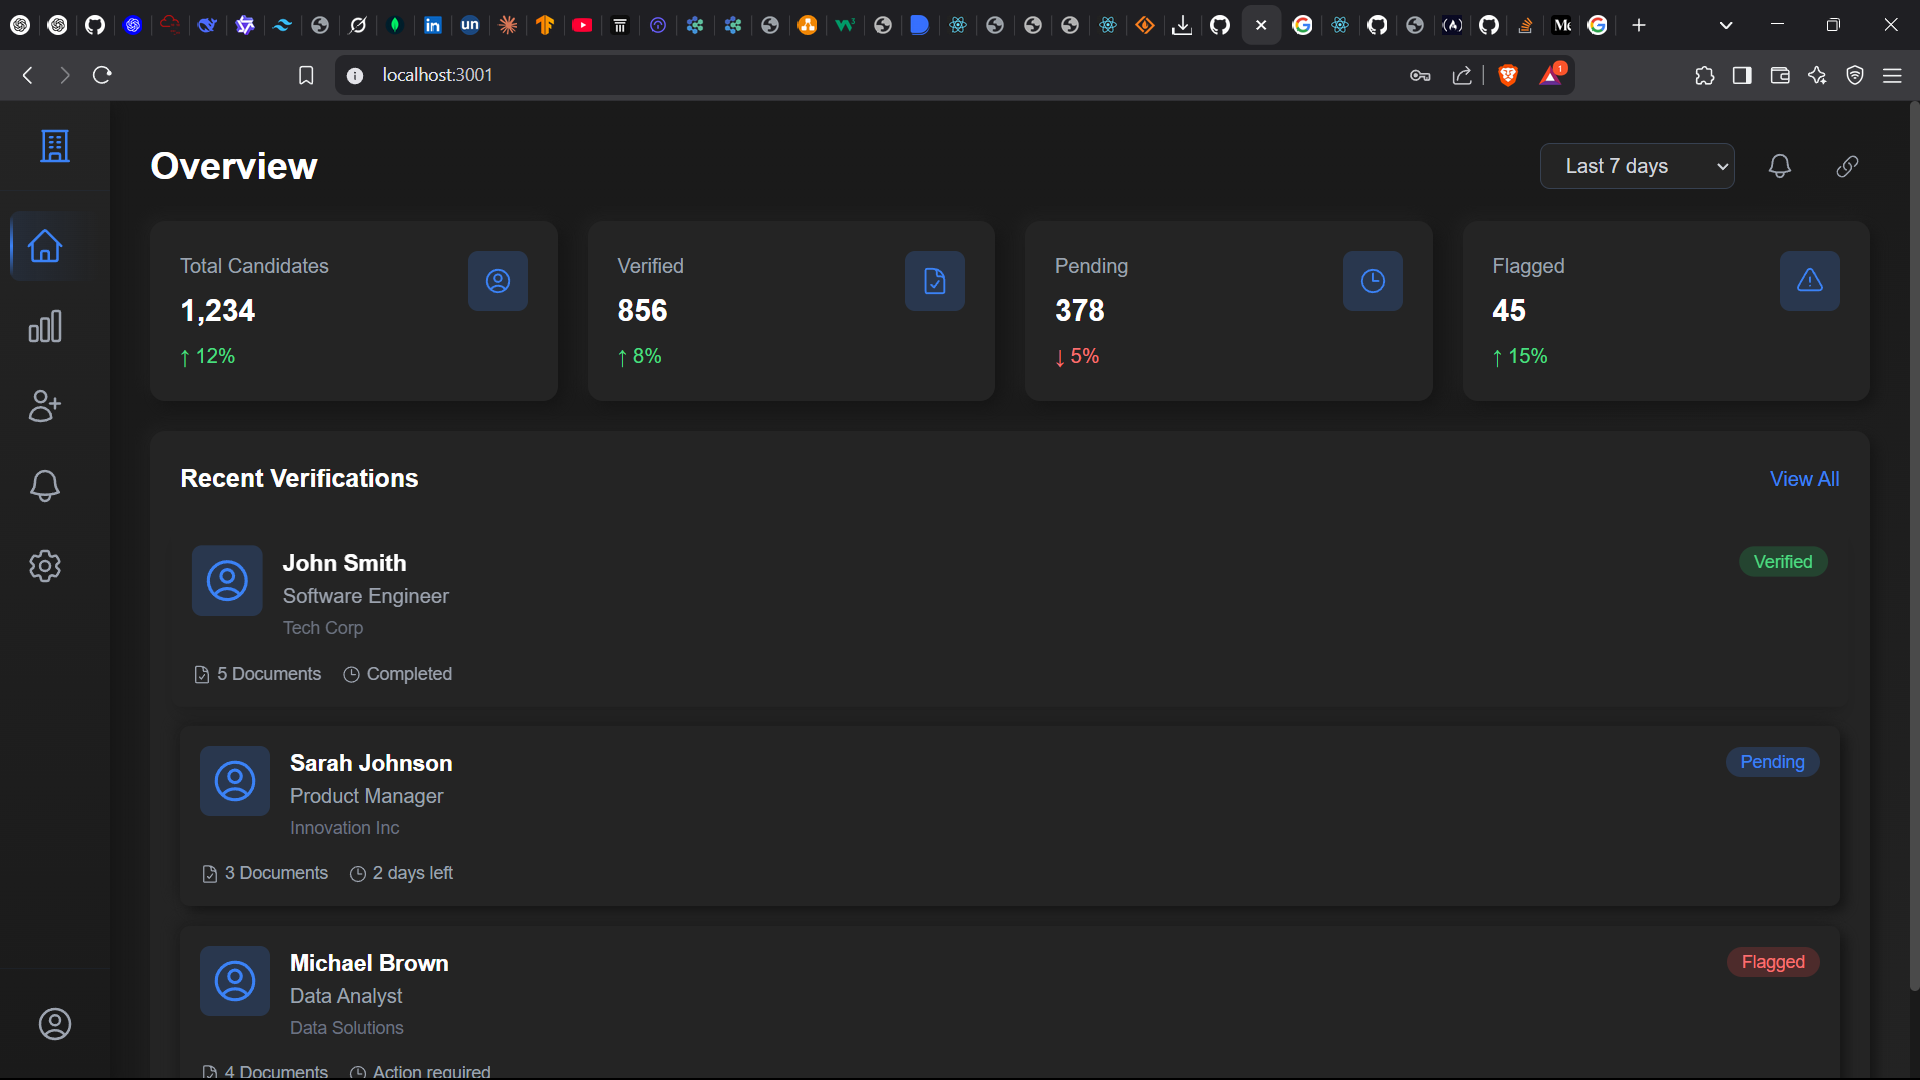 localhost:3001
1
Overview
Last 7 days
Total Candidates
1,234
↑ 12%
Verified
856
↑ 8%
Pending
378
↓ 5%
Flagged
45
↑ 15%
Recent Verifications
View All
John Smith
Verified
Software Engineer
Tech Corp
5 Documents Completed
Sarah Johnson
Pending
Product Manager
Innovation Inc
3 Documents 2 days left
Michael Brown
Flagged
Data Analyst
Data Solutions
4 Documents Action required